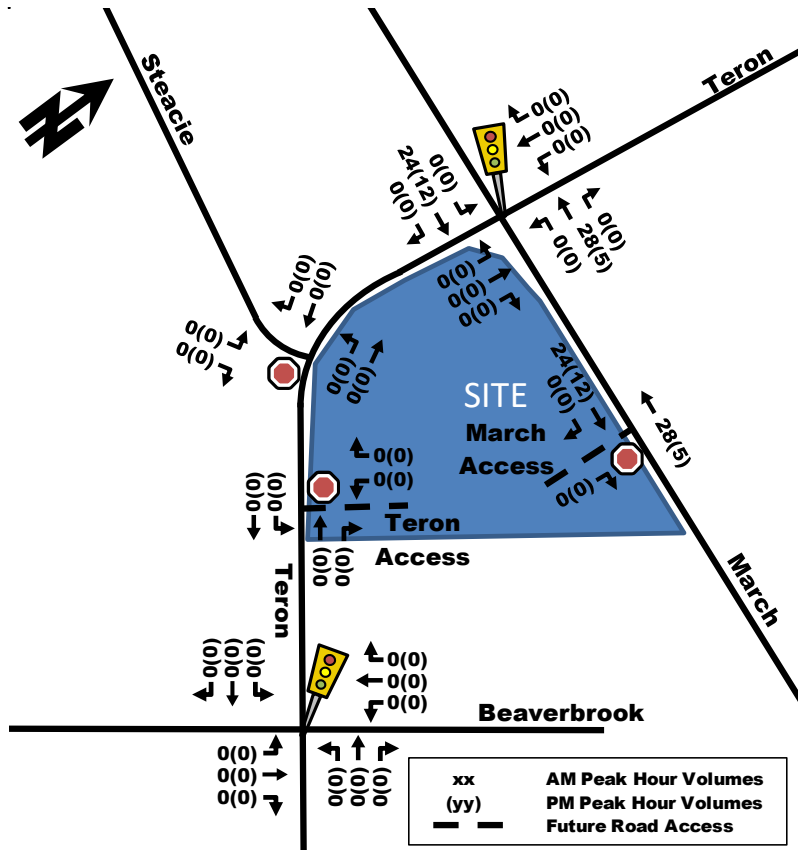 Steacie
N
Teron
0(0)
0(0)
0(0)
0(0)
24(12)
0(0)
0(0)
28(5)
0(0)
0(0)
0(0)
0(0)
0(0)
0(0)
0(0)
0(0)
0(0)
0(0)
SITE
24(12)
0(0)
March
Access
28(5)
0(0)
0(0)
0(0)
0(0)
0(0)
Teron
Access
0(0)
0(0)
Teron
March
0(0)
0(0)
0(0)
0(0)
0(0)
0(0)
Beaverbrook
0(0)
0(0)
0(0)
0(0)
0(0)
0(0)
xx AM Peak Hour Volumes
(yy) PM Peak Hour Volumes
Future Road Access